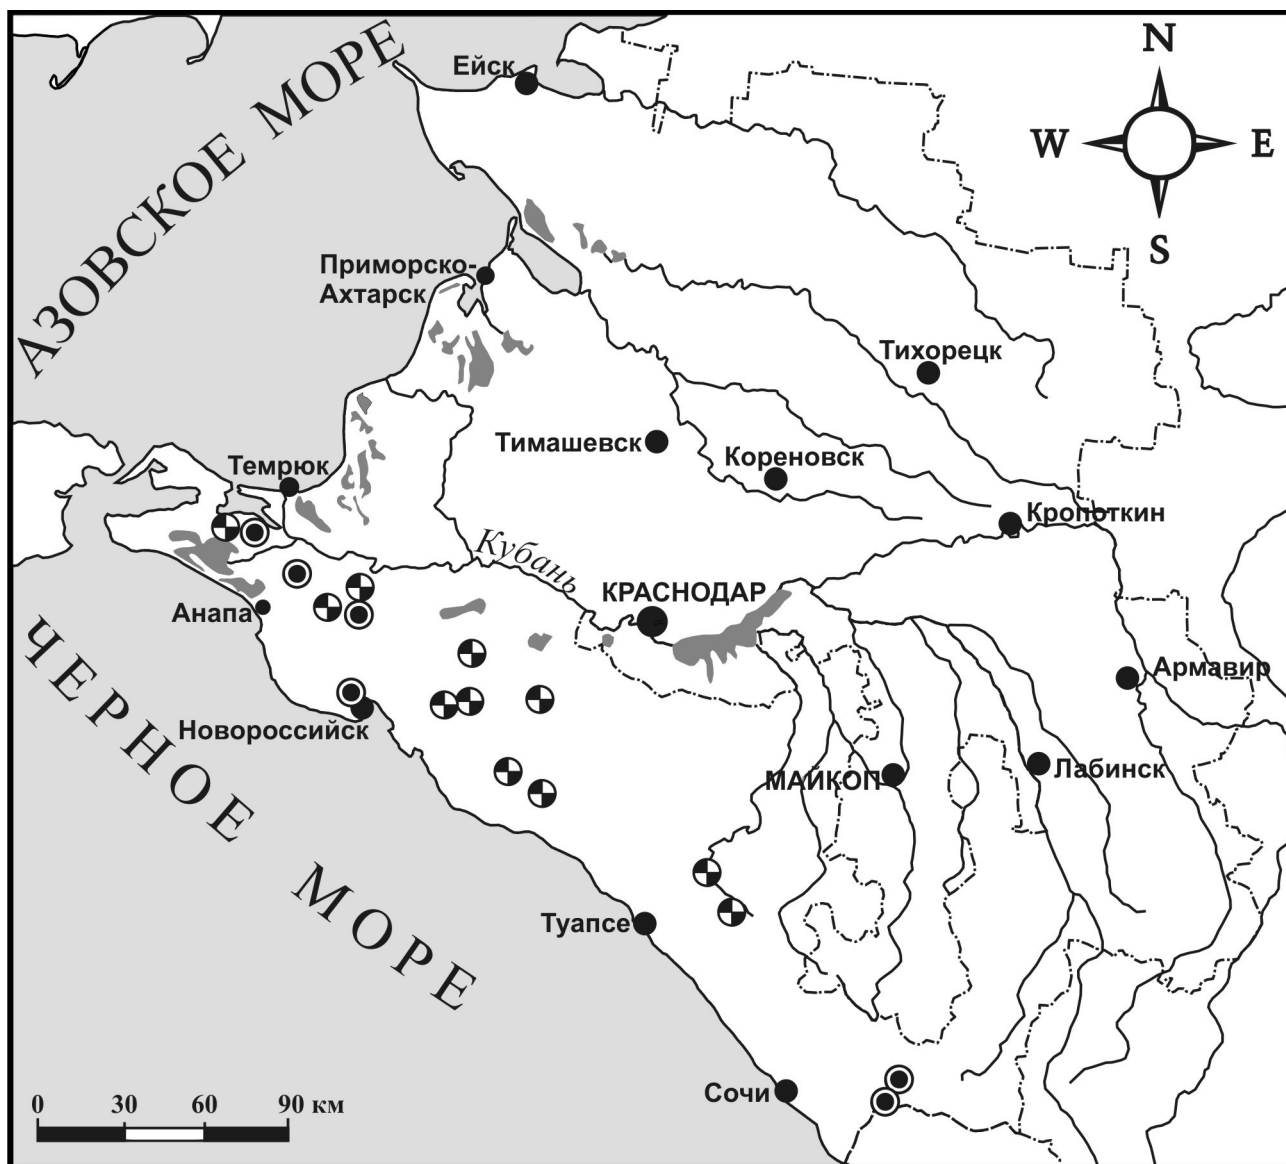 N
W
E
S
АЗОВСКОЕ МОРЕ
Ейск
Приморско-
Ахтарск
Тихорецк
Тимашевск
Кореновск
Темрюк
Кропоткин
Кубань
КРАСНОДАР
Анапа
Армавир
Новороссийск
МАЙКОП
Лабинск
ЧЕРНОЕ МОРЕ
Туапсе
Сочи
0 30 60 90 км